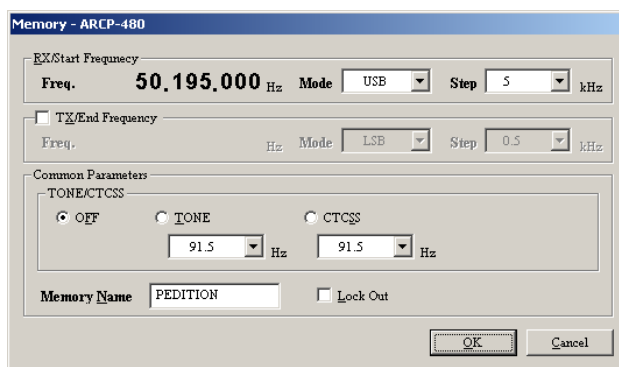 Memory - ARCP-480
RX/Start Frequnecy
Freq. 50.195.000 Hz Mode USB Step 5 kHz
TX/End Frequency
Freq. Hz Mode LSB Step 0.5 kHz
Common Parameters
TONE/CTCSS
OFF TONE CTCSS
91.5 Hz 91.5 Hz
Memory Name PEDITION Lock Out
OK Cancel